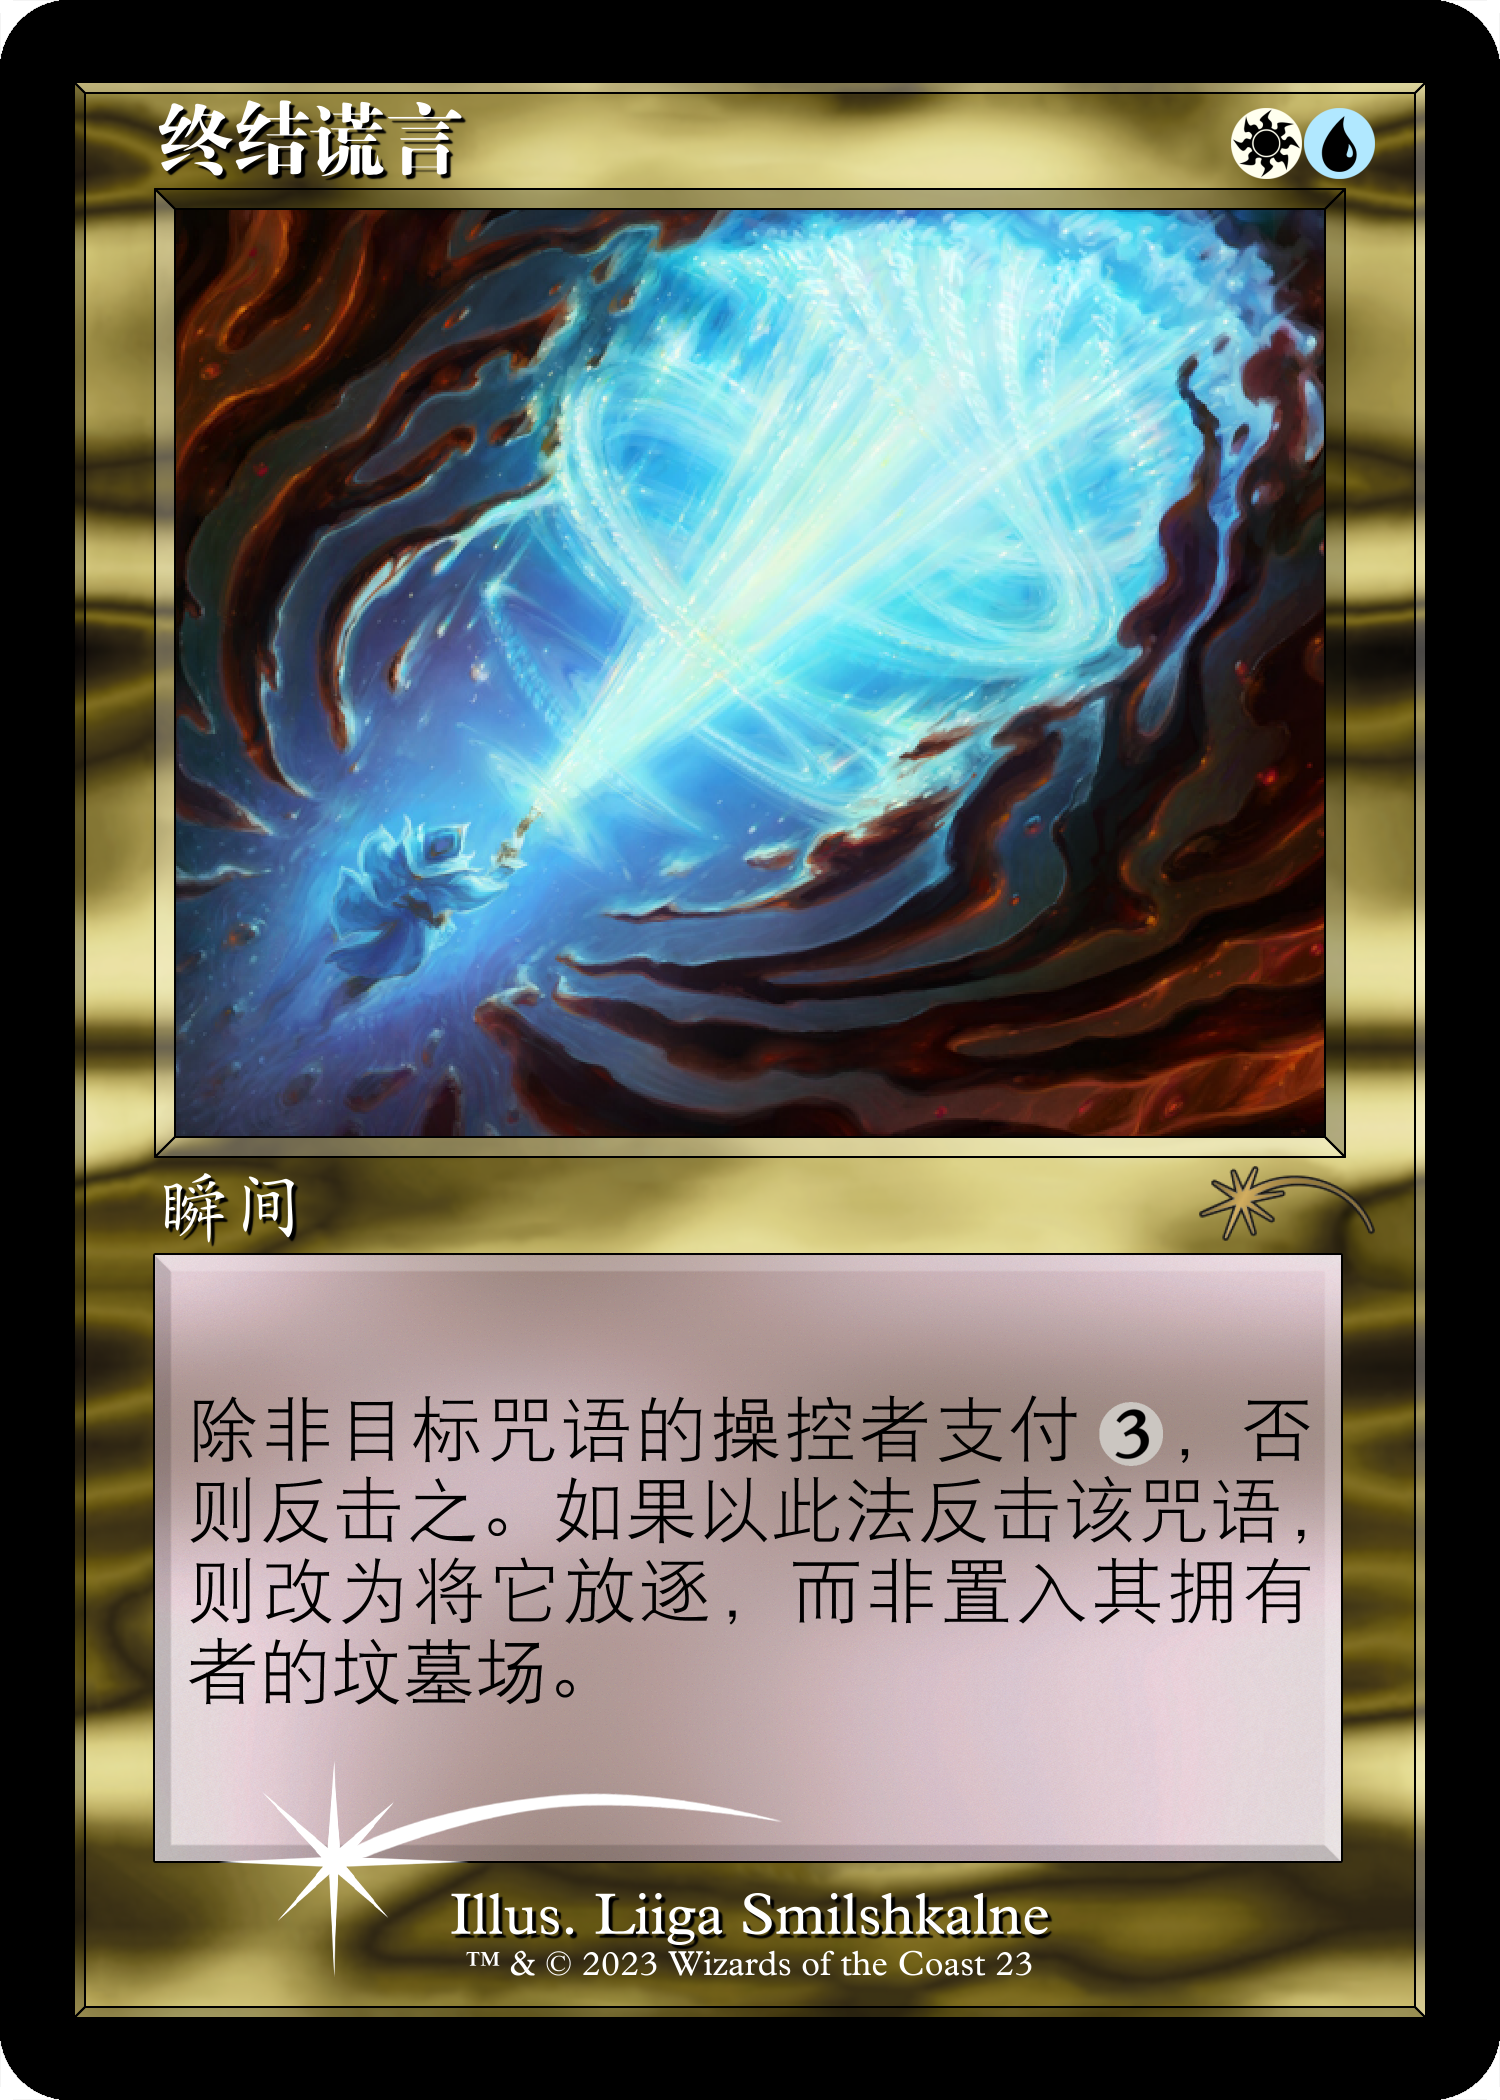 终结谎言
瞬间
除非目标咒语的操控者支付3，否
则反击之。如果以此法反击该咒语，
则改为将它放逐，而非置入其拥有
者的坟墓场。
Illus. Liiga Smilshkalne
™ & © 2023 Wizards of the Coast 23